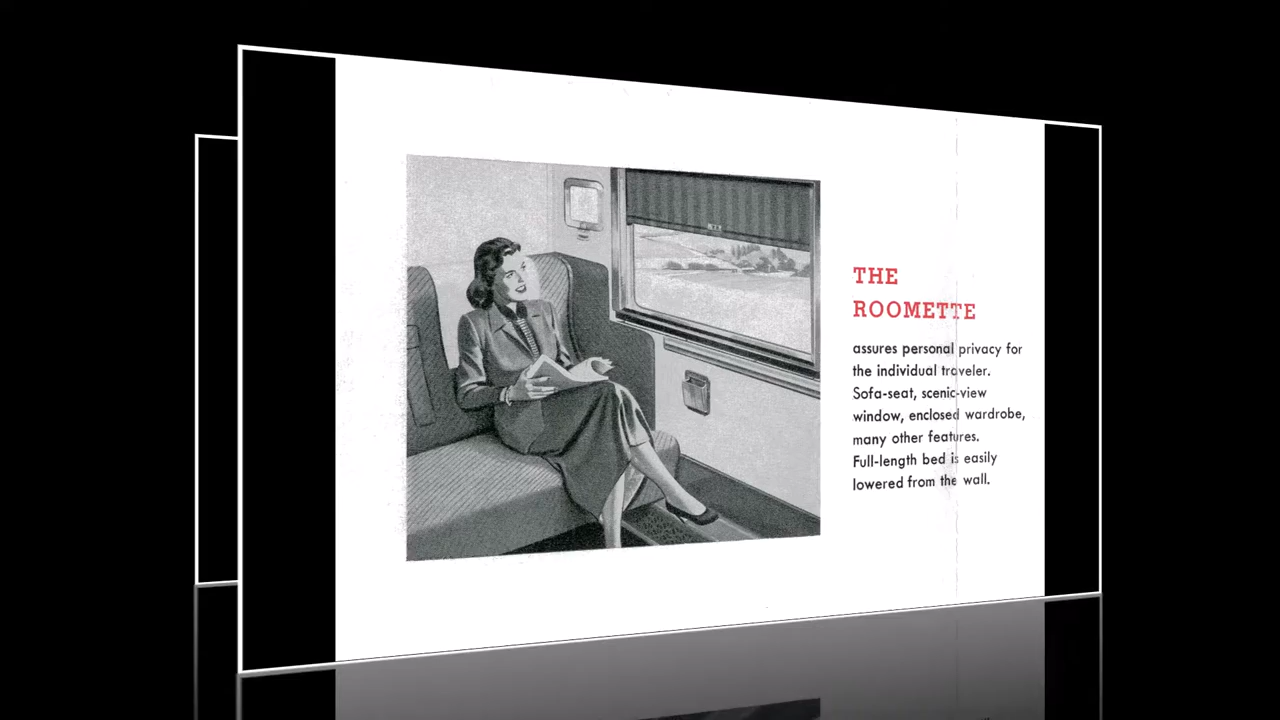 THE
ROOMETTE
assures personal privacy for
the individual traveler.
Sofa-seat, scenic-view
window, enclosed wardrobe,
many other features.
Full-length bed is easily
lowered from the wall.